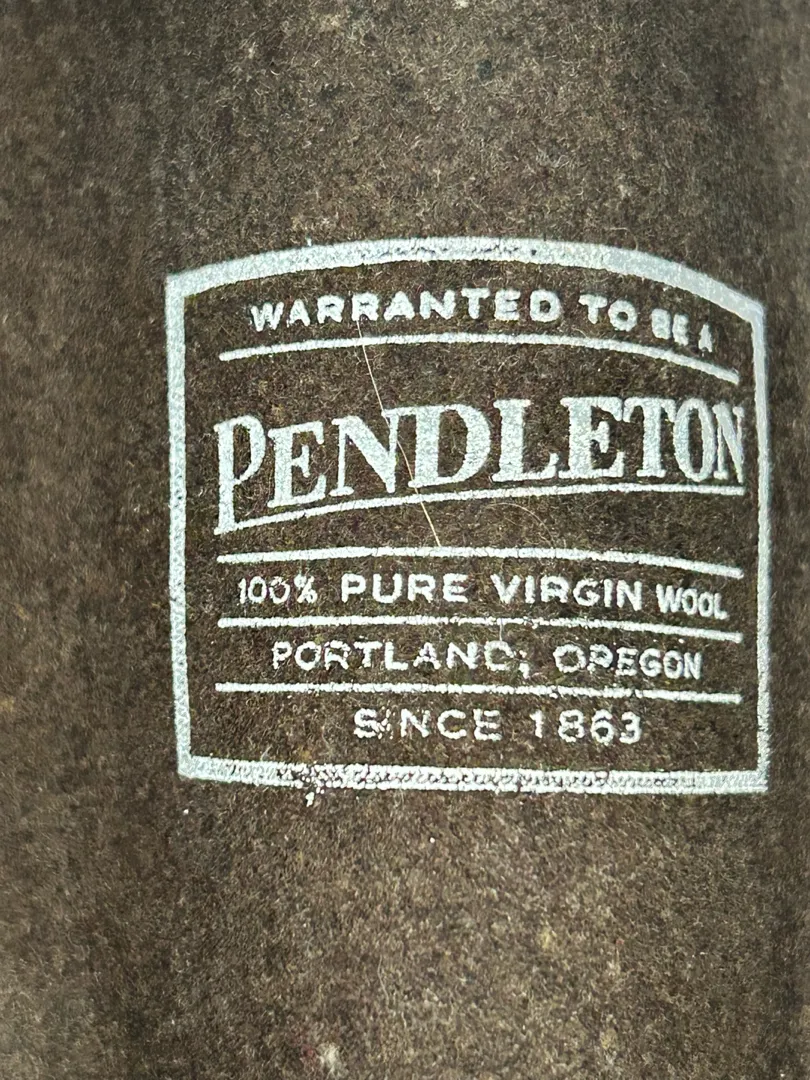 WARRANTED TO BE A
PENDLETON
100% PURE VIRGIN WOOL
PORTLAND, OREGON
SINCE 1863